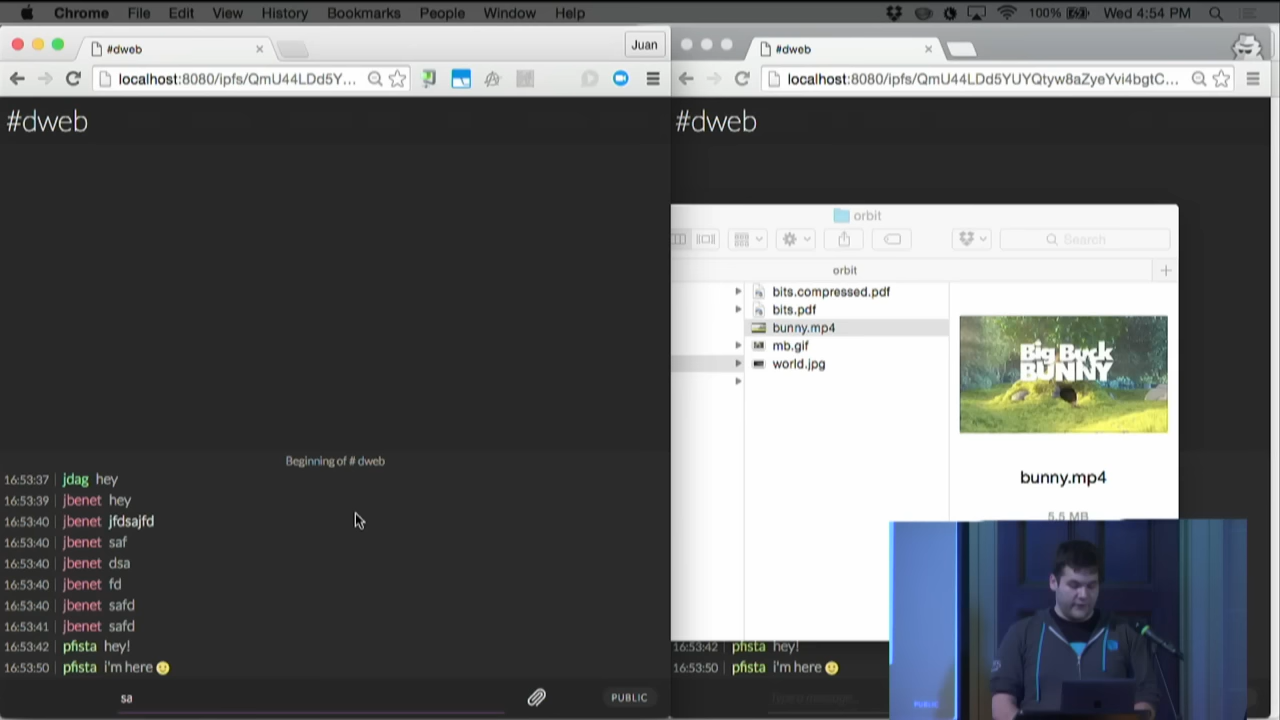 Chrome File Edit View History Bookmarks People Window Help 100% Wed 4:54 PM
#dweb Juan
localhost:8080/ipfs/QmU44LDd5Y...
#dweb
Beginning of # dweb
16:53:37 jdag hey
16:53:39 jbenet hey
16:53:40 jbenet jfdsajfd
16:53:40 jbenet saf
16:53:40 jbenet dsa
16:53:40 jbenet fd
16:53:40 jbenet safd
16:53:41 jbenet safd
16:53:42 pfista hey!
16:53:50 pfista i'm here
sa PUBLIC
#dweb
localhost:8080/ipfs/QmU44LDd5YUYQtyw8aZyeYvi4bgtC...
#dweb
orbit
Search
orbit
bits.compressed.pdf
bits.pdf
bunny.mp4
mb.gif
world.jpg
Big Buck
BUNNY
bunny.mp4
5.5 MB
16:53:42 pfista hey!
16:53:50 pfista i'm here
Type a message...
PUBLIC